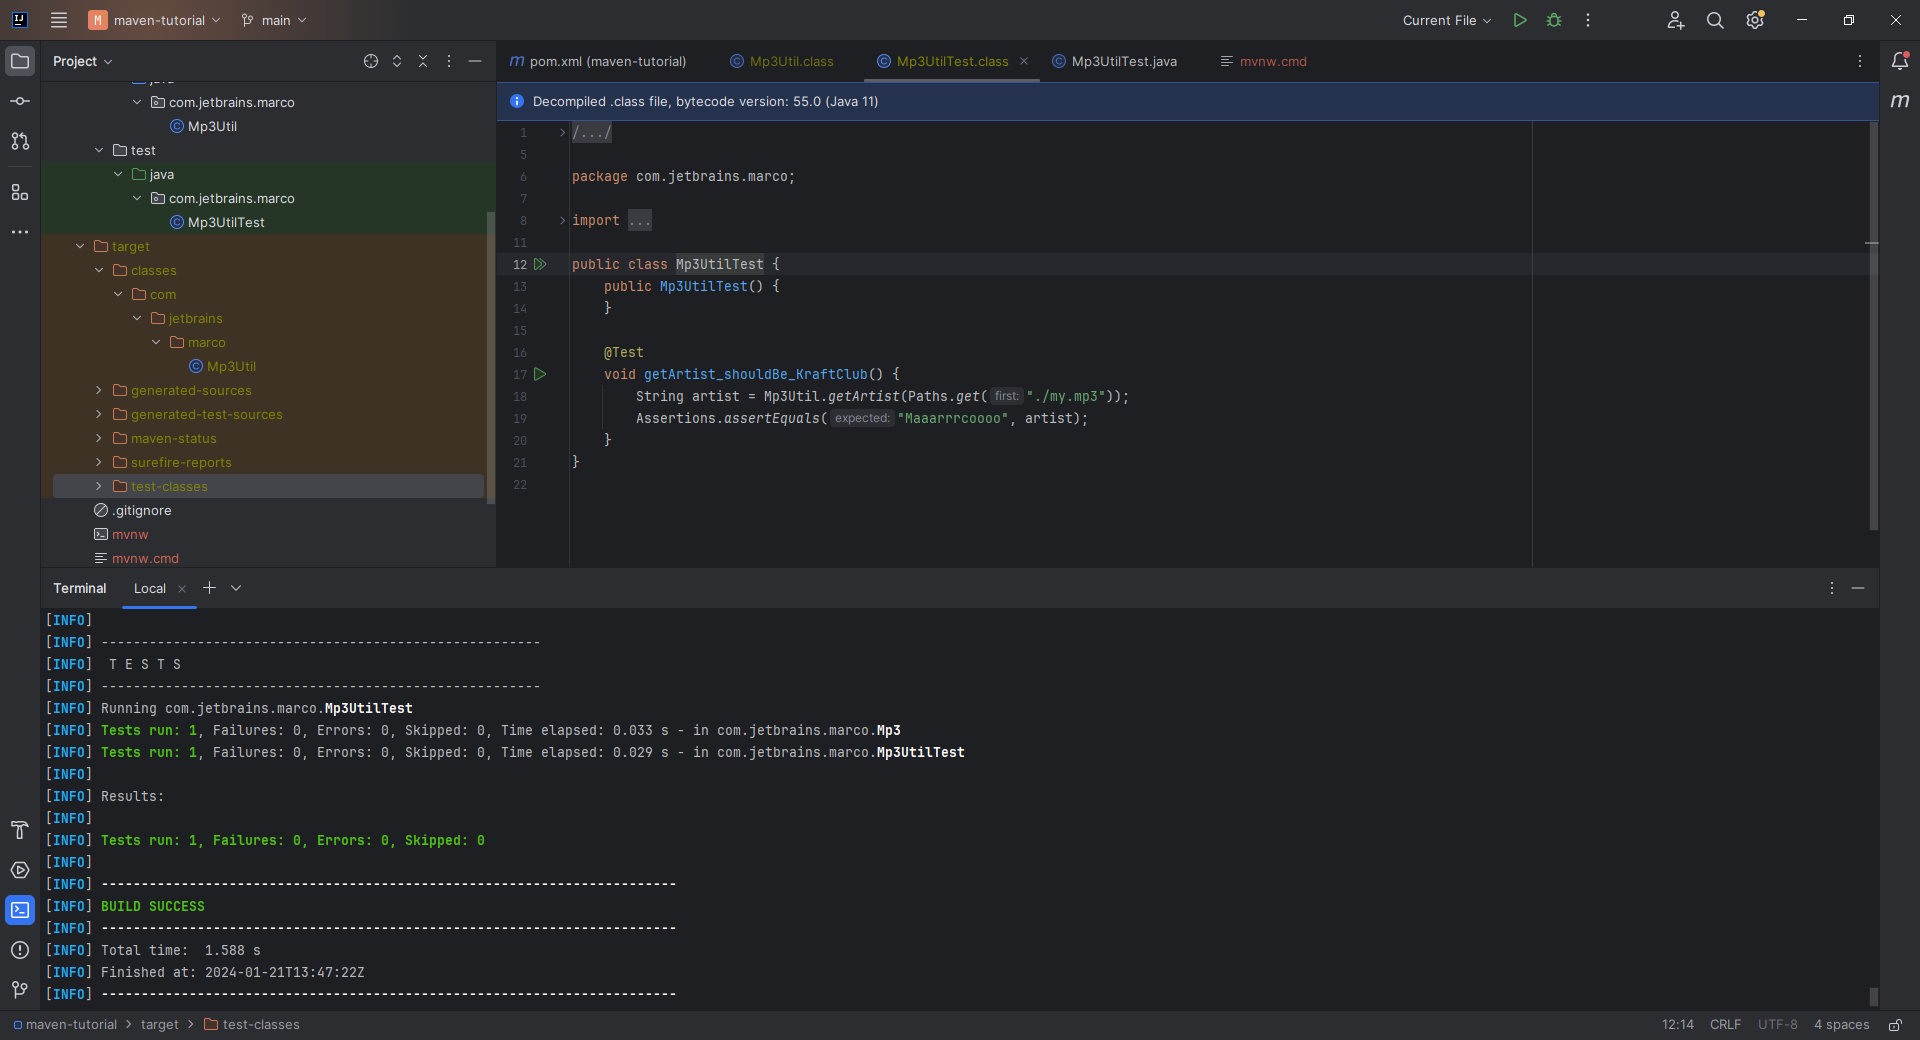 M maven-tutorial main
Current File
Project
java
com.jetbrains.marco
Mp3Util
test
java
com.jetbrains.marco
Mp3UtilTest
target
classes
com
jetbrains
marco
Mp3Util
generated-sources
generated-test-sources
maven-status
surefire-reports
test-classes
.gitignore
mvnw
mvnw.cmd
m pom.xml (maven-tutorial) Mp3Util.class Mp3UtilTest.class Mp3UtilTest.java mvnw.cmd
Decompiled .class file, bytecode version: 55.0 (Java 11)
1 /.../
5
6 package com.jetbrains.marco;
7
8 import ...
11
12 public class Mp3UtilTest {
13 public Mp3UtilTest() {
14 }
15
16 @Test
17 void getArtist_shouldBe_KraftClub() {
18 String artist = Mp3Util.getArtist(Paths.get( first: "./my.mp3"));
19 Assertions.assertEquals( expected: "Maaarrrcoooo", artist);
20 }
21 }
22
Terminal Local
[INFO]
[INFO] -------------------------------------------------------
[INFO]  T E S T S
[INFO] -------------------------------------------------------
[INFO] Running com.jetbrains.marco.Mp3UtilTest
[INFO] Tests run: 1, Failures: 0, Errors: 0, Skipped: 0, Time elapsed: 0.033 s - in com.jetbrains.marco.Mp3
[INFO] Tests run: 1, Failures: 0, Errors: 0, Skipped: 0, Time elapsed: 0.029 s - in com.jetbrains.marco.Mp3UtilTest
[INFO]
[INFO] Results:
[INFO]
[INFO] Tests run: 1, Failures: 0, Errors: 0, Skipped: 0
[INFO]
[INFO] ------------------------------------------------------------------------
[INFO] BUILD SUCCESS
[INFO] ------------------------------------------------------------------------
[INFO] Total time:  1.588 s
[INFO] Finished at: 2024-01-21T13:47:22Z
[INFO] ------------------------------------------------------------------------
maven-tutorial > target > test-classes
12:14 CRLF UTF-8 4 spaces